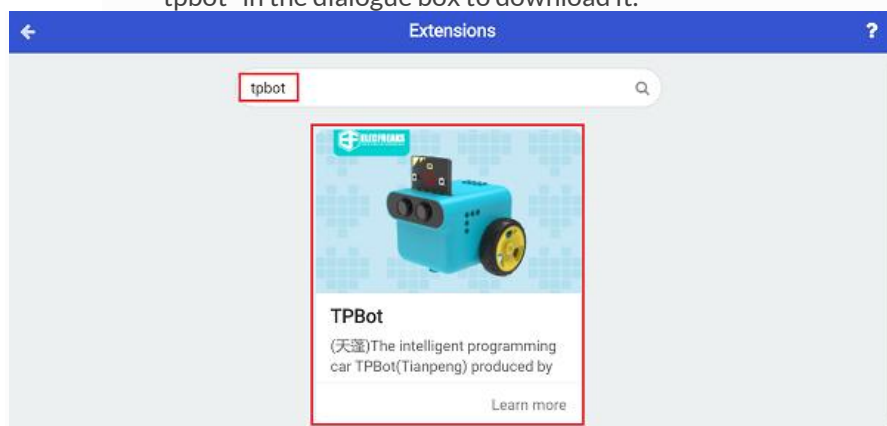 tpbot" in the dialogue box to download it.
Extensions
?
tpbot
ELECFREAKS
TPBot
(天蓬)The intelligent programming
car TPBot(Tianpeng) produced by
Learn more